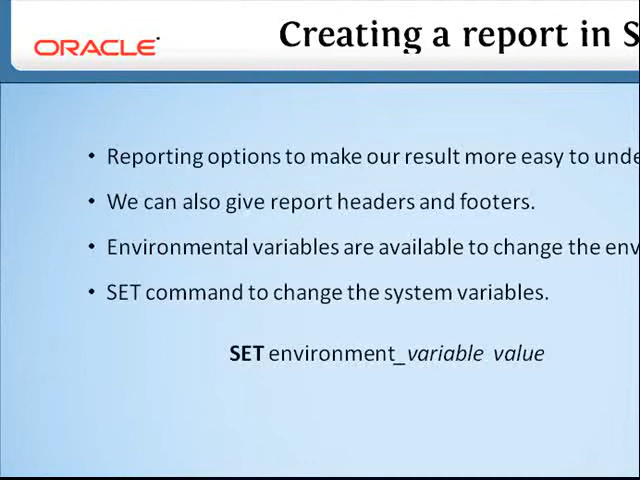 ORACLE
Creating a report in S
• Reporting options to make our result more easy to unde
• We can also give report headers and footers.
• Environmental variables are available to change the env
• SET command to change the system variables.
SET environment_variable value